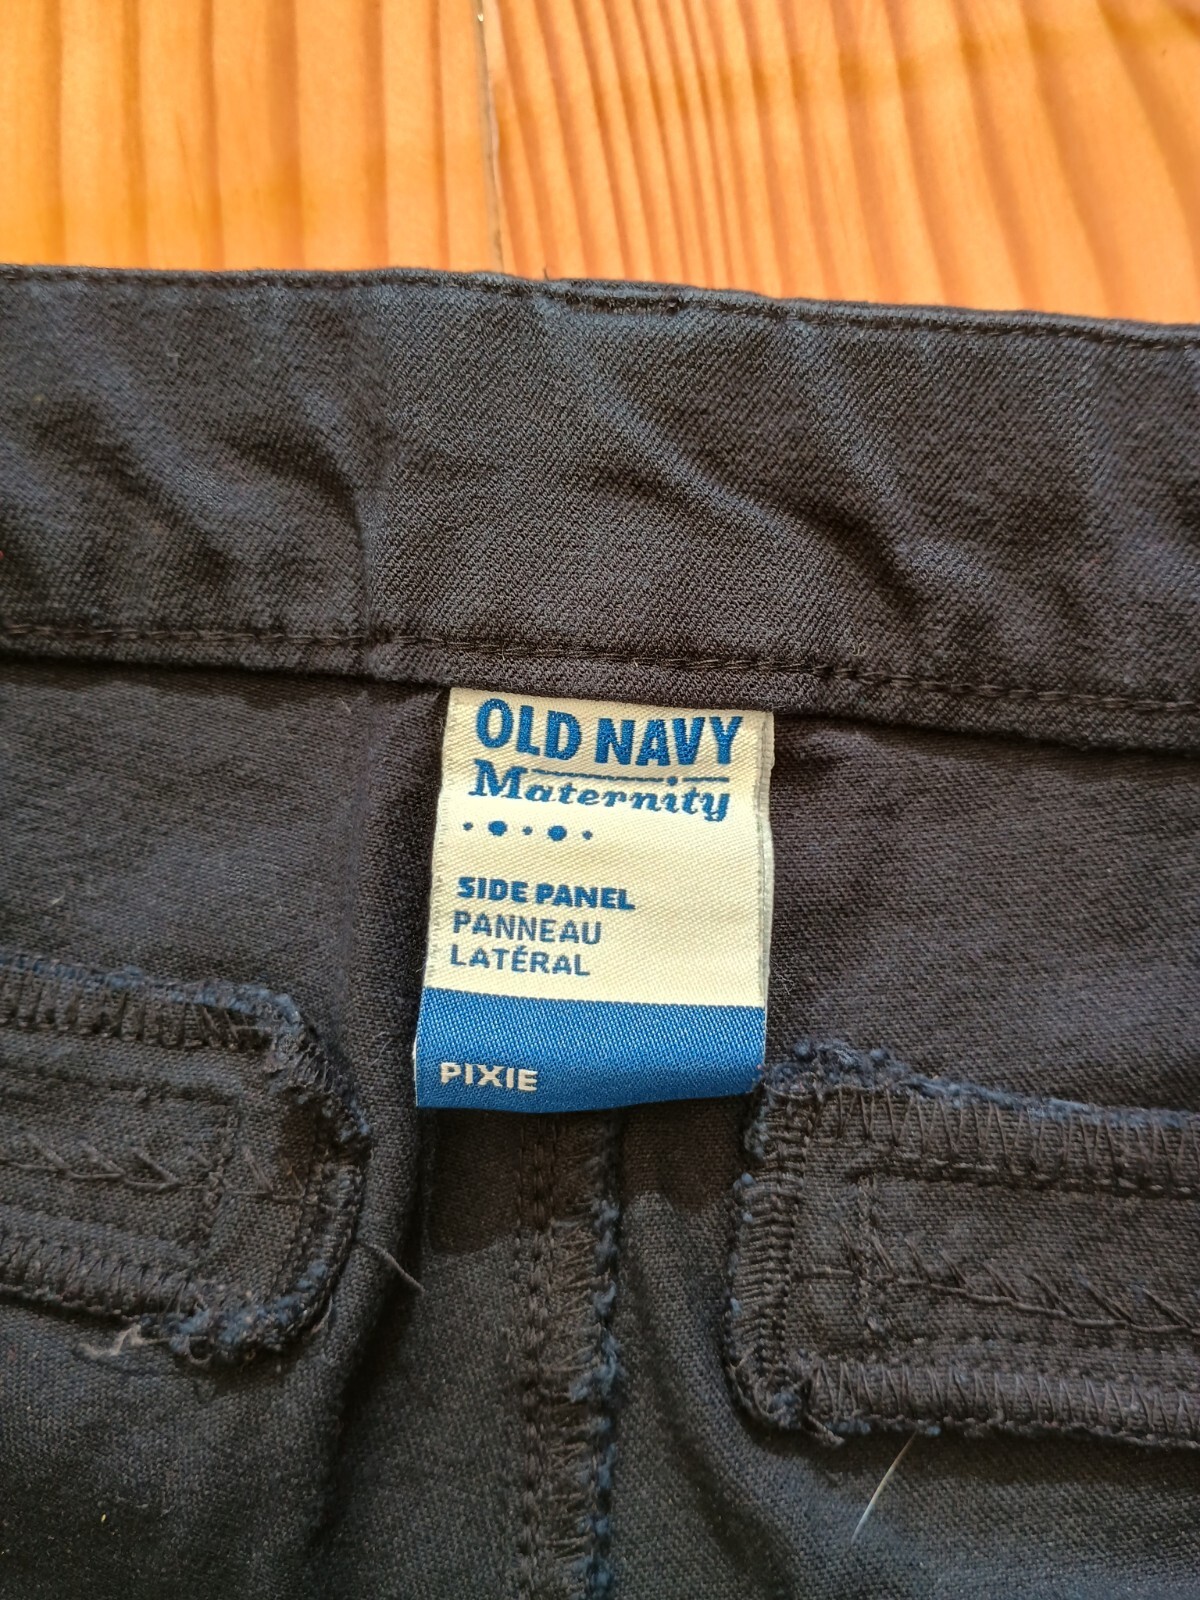 OLD NAVY
Maternity
SIDE PANEL
PANNEAU
LATÉRAL
PIXIE